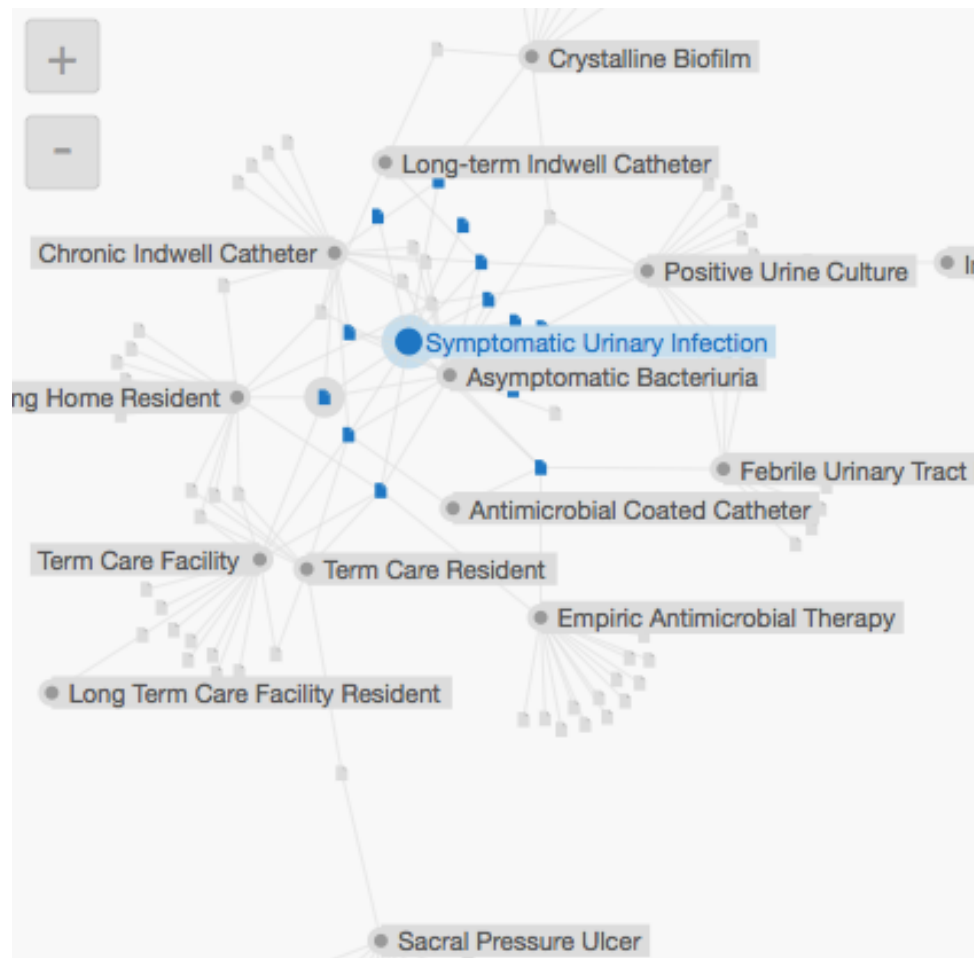 +
Crystalline Biofilm
-
Long-term Indwell Catheter
Chronic Indwell Catheter
Positive Urine Culture
Symptomatic Urinary Infection
Asymptomatic Bacteriuria
Home Resident
Febrile Urinary Tract
Antimicrobial Coated Catheter
Term Care Facility
Term Care Resident
Empiric Antimicrobial Therapy
Long Term Care Facility Resident
Sacral Pressure Ulcer